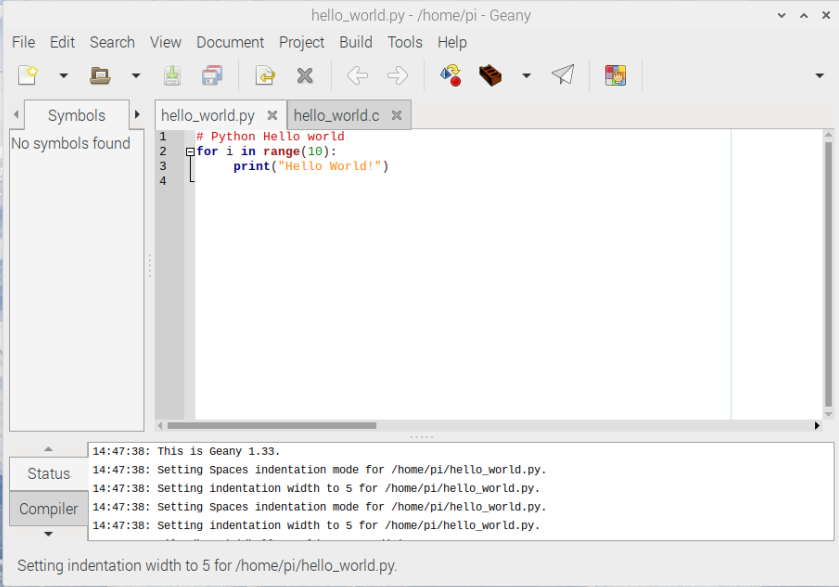 hello_world.py - /home/pi - Geany
File Edit Search View Document Project Build Tools Help
Symbols
hello_world.py hello_world.c
No symbols found
1 # Python Hello world
2 for i in range(10):
3 print("Hello World!")
4
14:47:38: This is Geany 1.33.
Status
14:47:38: Setting Spaces indentation mode for /home/pi/hello_world.py.
14:47:38: Setting indentation width to 5 for /home/pi/hello_world.py.
Compiler
14:47:38: Setting Spaces indentation mode for /home/pi/hello_world.py.
14:47:38: Setting indentation width to 5 for /home/pi/hello_world.py.
Setting indentation width to 5 for /home/pi/hello_world.py.